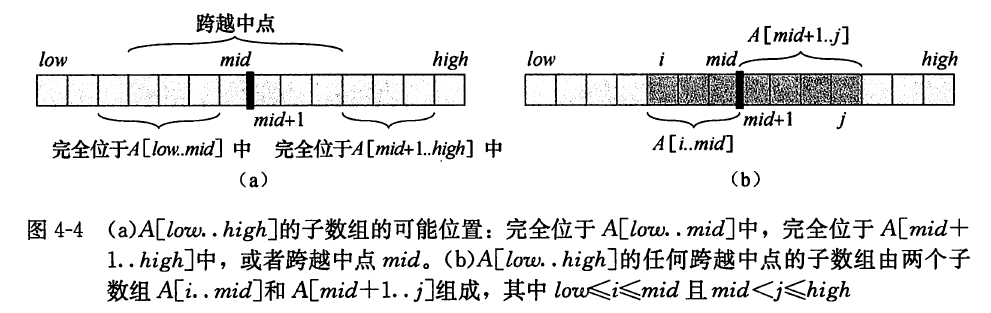 跨越中点
low mid high
mid+1
完全位于A[low..mid] 中 完全位于A[mid+1..high] 中
(a)
A[mid+1..j]
low i mid high
mid+1 j
A[i..mid]
(b)
图 4-4 (a)A[low..high]的子数组的可能位置：完全位于 A[low..mid]中，完全位于 A[mid+
1..high]中，或者跨越中点 mid。(b)A[low..high]的任何跨越中点的子数组由两个子
数组 A[i..mid]和 A[mid+1..j]组成，其中 low≤i≤mid 且 mid<j≤high